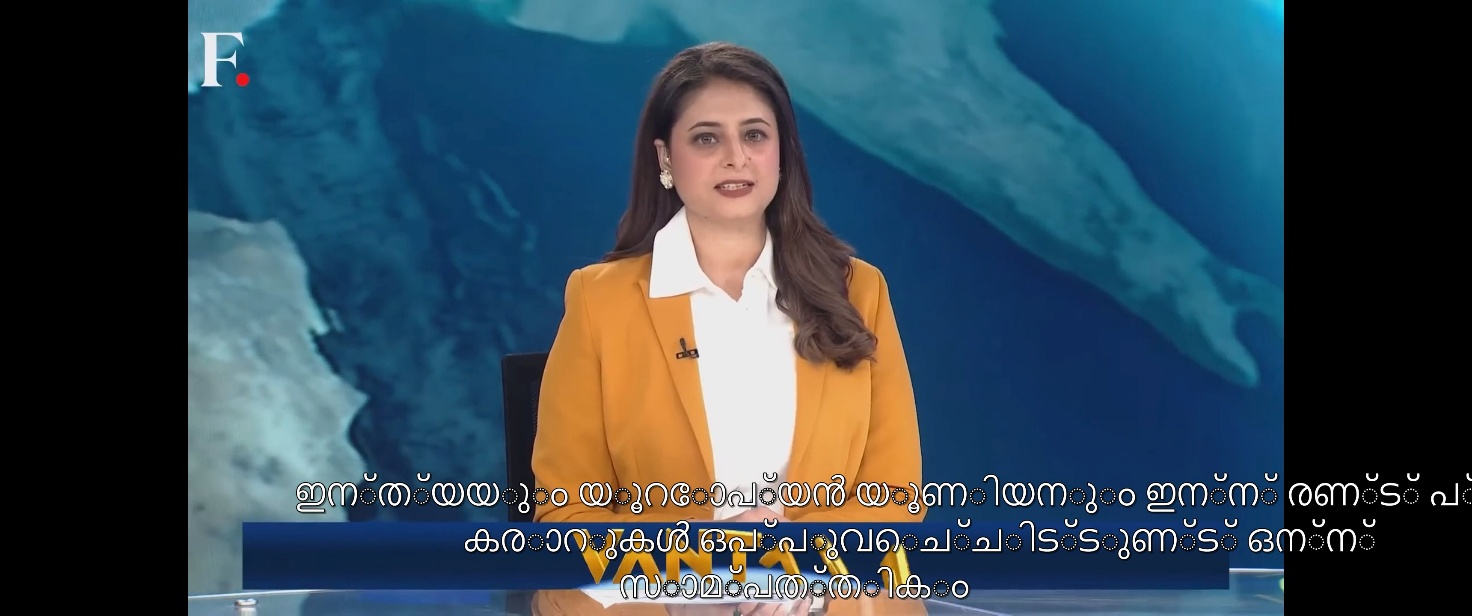 F.
ഇന്ത്യയും യൂറോപ്യൻ യൂണിയനും ഇന്ന് രണ്ട്
കരാറുകൾ ഒപ്പുവെച്ചിട്ടുണ്ട് ഒന്ന്
സാമ്പത്തികം